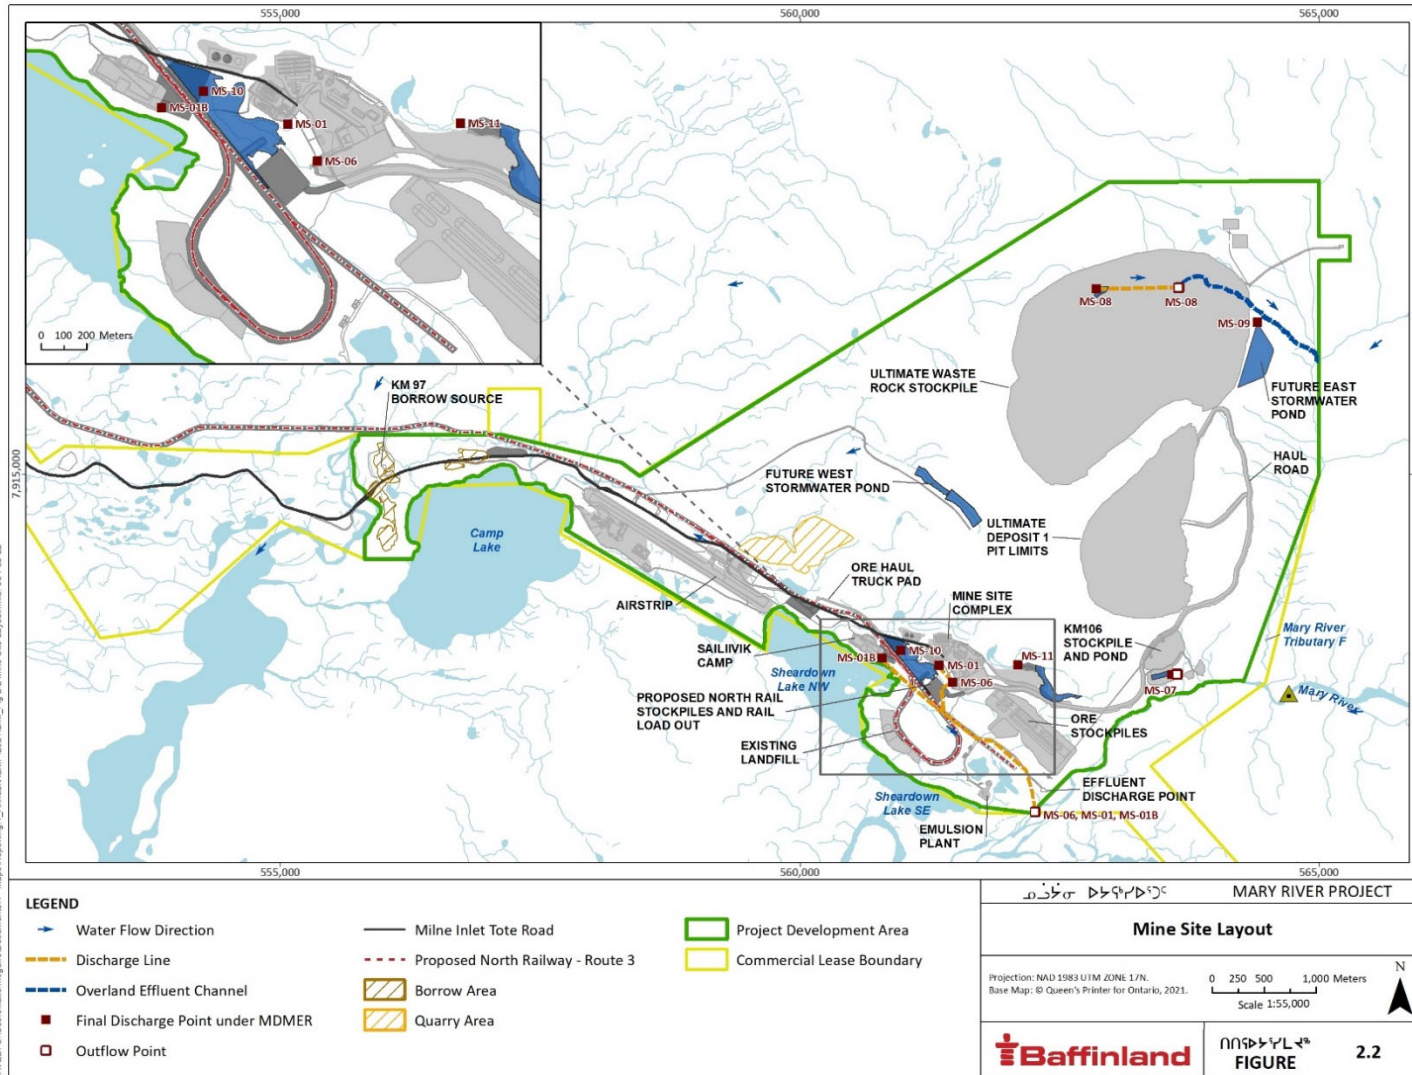 555,000
560,000
565,000
MS-10
MS-01B
MS-01
MS-11
MS-06
0 100 200 Meters
KM 97
BORROW SOURCE
ULTIMATE WASTE
ROCK STOCKPILE
MS-08
MS-08
MS-09
FUTURE EAST
STORMWATER
POND
HAUL
ROAD
7,915,000
FUTURE WEST
STORMWATER POND
ULTIMATE
DEPOSIT 1
PIT LIMITS
Camp
Lake
ORE HAUL
TRUCK PAD
AIRSTRIP
MINE SITE
COMPLEX
SAILIIVIK
CAMP
MS-10
MS-01B
MS-01
MS-11
MS-06
KM106
STOCKPILE
AND POND
Mary River
Tributary F
Sheardown
Lake NW
MS-07
Mary River
PROPOSED NORTH RAIL
STOCKPILES AND RAIL
LOAD OUT
ORE
STOCKPILES
EXISTING
LANDFILL
EFFLUENT
DISCHARGE POINT
Sheardown
Lake SE
MS-06, MS-01, MS-01B
EMULSION
PLANT
555,000
560,000
565,000
LEGEND
Water Flow Direction
Discharge Line
Overland Effluent Channel
Final Discharge Point under MDMER
Outflow Point
Milne Inlet Tote Road
Proposed North Railway - Route 3
Borrow Area
Quarry Area
Project Development Area
Commercial Lease Boundary
MARY RIVER PROJECT
Mine Site Layout
Projection: NAD 1983 UTM ZONE 17N.
Base Map: © Queen's Printer for Ontario, 2021.
0 250 500 1,000 Meters
Scale 1:55,000
N
Baffinland
FIGURE
2.2